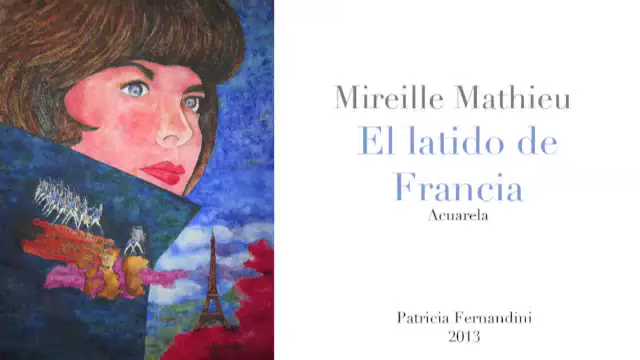 Mireille Mathieu
El latido de
Francia
Acuarela
Patricia Fernandini
2013